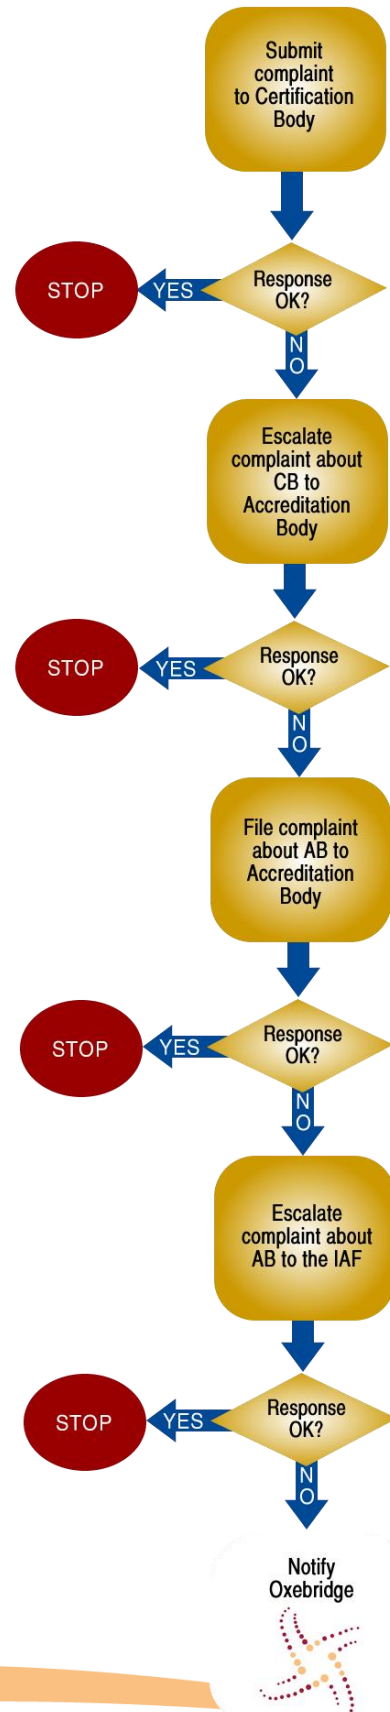 Submit
complaint
to Certification
Body
Response
OK?
YES
STOP
NO
Escalate
complaint about
CB to
Accreditation
Body
Response
OK?
YES
STOP
NO
File complaint
about AB to
Accreditation
Body
Response
OK?
YES
STOP
NO
Escalate
complaint about
AB to the IAF
Response
OK?
YES
STOP
NO
Notify
Oxebridge